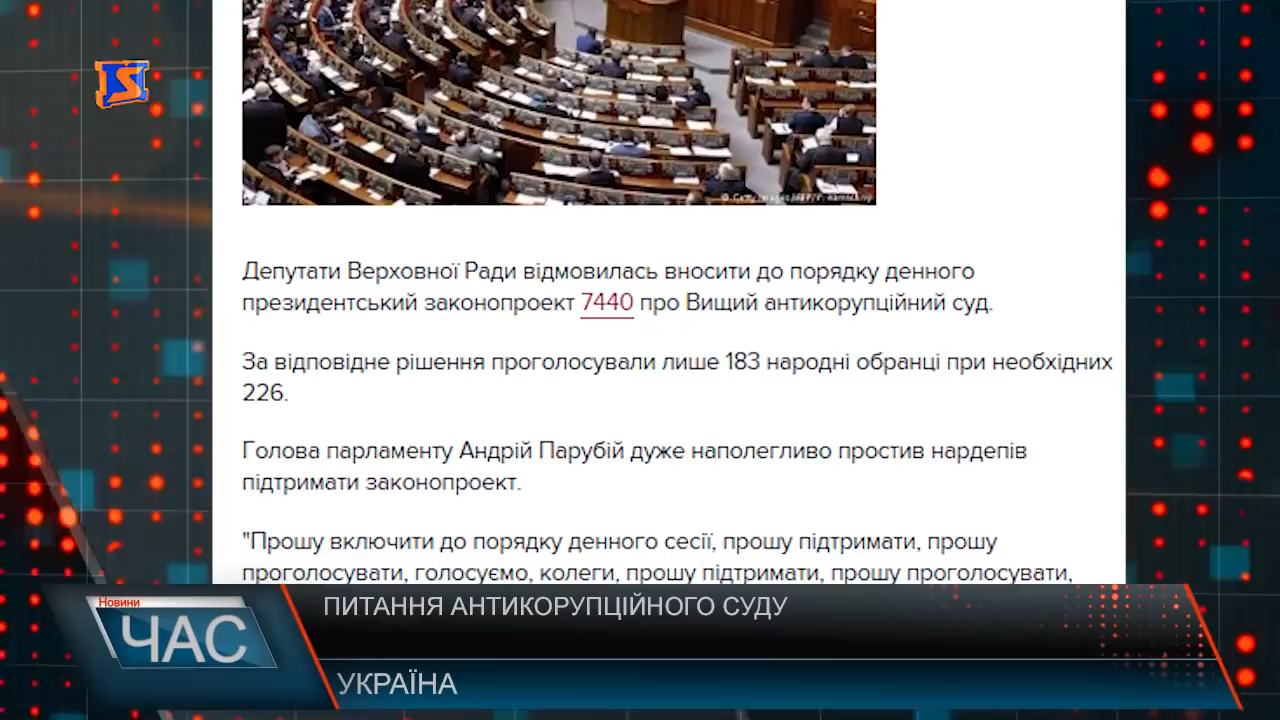 Депутати Верховної Ради відмовилась вносити до порядку денного
президентський законопроект 7440 про Вищий антикорупційний суд.
За відповідне рішення проголосували лише 183 народні обранці при необхідних
226.
Голова парламенту Андрій Парубій дуже наполегливо простив нардепів
підтримати законопроект.
"Прошу включити до порядку денного сесії, прошу підтримати, прошу
проголосувати, голосуємо, колеги, прошу підтримати, прошу проголосувати,
Новини
ЧАС
ПИТАННЯ АНТИКОРУПЦІЙНОГО СУДУ
УКРАЇНА